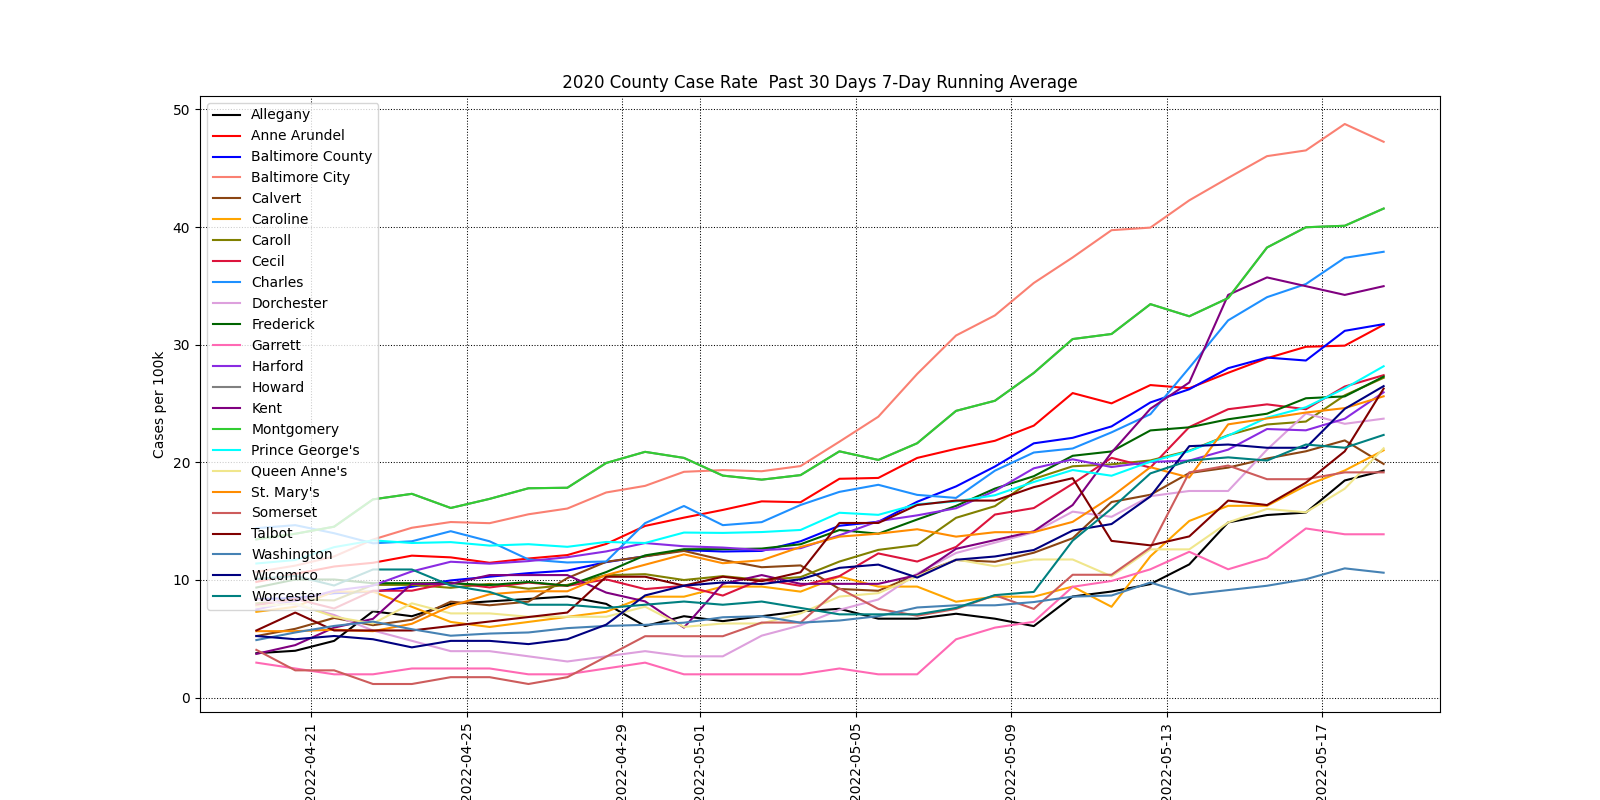 2020 County Case Rate  Past 30 Days 7-Day Running Average
Cases per 100k
50
40
30
20
10
0
Allegany
Anne Arundel
Baltimore County
Baltimore City
Calvert
Caroline
Caroll
Cecil
Charles
Dorchester
Frederick
Garrett
Harford
Howard
Kent
Montgomery
Prince George's
Queen Anne's
St. Mary's
Somerset
Talbot
Washington
Wicomico
Worcester
2022-04-21
2022-04-25
2022-04-29
2022-05-01
2022-05-05
2022-05-09
2022-05-13
2022-05-17